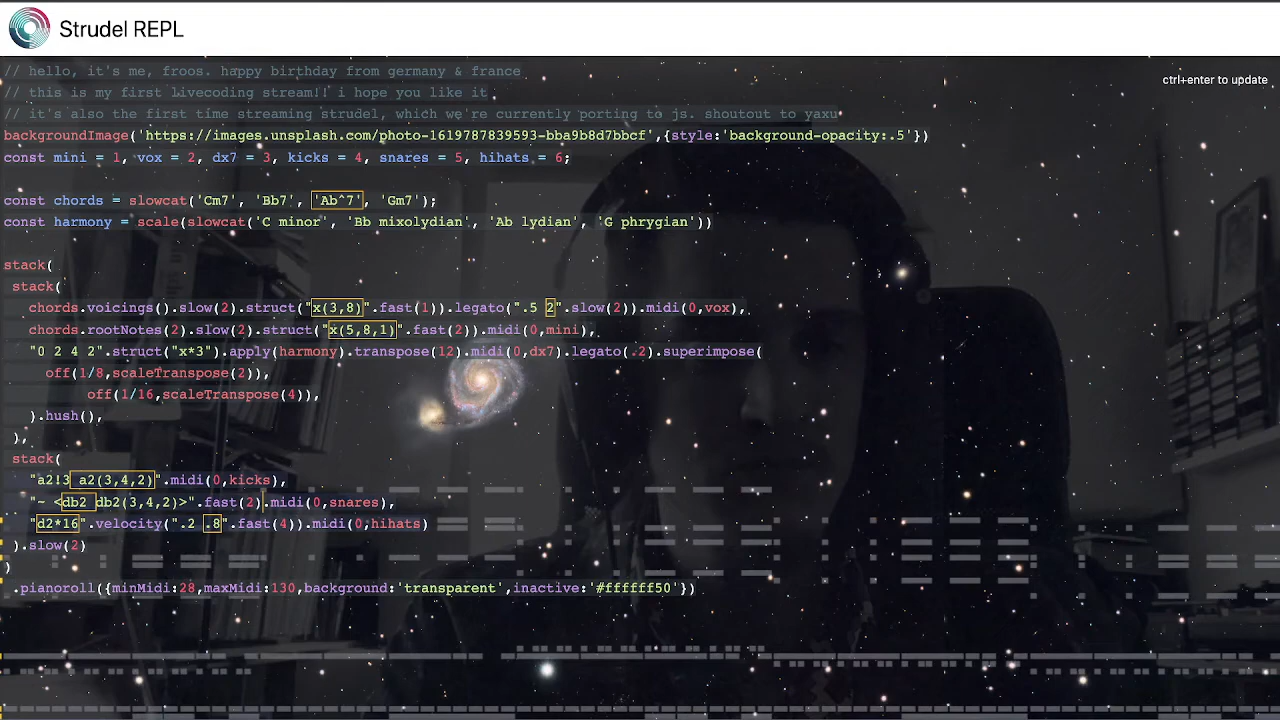 Strudel REPL
// hello, it's me, froos. happy birthday from germany & france
ctrl+enter to update
// this is my first livecoding stream!! i hope you like it
// it's also the first time streaming strudel, which we're currently porting to js. shoutout to yaxu
backgroundImage('https://images.unsplash.com/photo-1619787839593-bba9b8d7bbcf',{style:'background-opacity:.5'})
const mini = 1, vox = 2, dx7 = 3, kicks = 4, snares = 5, hihats = 6;
const chords = slowcat('Cm7', 'Bb7', 'Ab^7', 'Gm7');
const harmony = scale(slowcat('C minor', 'Bb mixolydian', 'Ab lydian', 'G phrygian'))
stack(
stack(
chords.voicings().slow(2).struct("x(3,8)".fast(1)).legato(".5 2".slow(2)).midi(0,vox),
chords.rootNotes(2).slow(2).struct("x(5,8,1)".fast(2)).midi(0,mini),
"0 2 4 2".struct("x*3").apply(harmony).transpose(12).midi(0,dx7).legato(.2).superimpose(
off(1/8,scaleTranspose(2)),
off(1/16,scaleTranspose(4)),
).hush(),
),
stack(
"a2!3 a2(3,4,2)".midi(0,kicks),
"~ <db2 db2(3,4,2)>".fast(2).midi(0,snares),
"d2*16".velocity(".2 .8".fast(4)).midi(0,hihats)
).slow(2)
)
.pianoroll({minMidi:28,maxMidi:130,background:'transparent',inactive:'#ffffff50'})